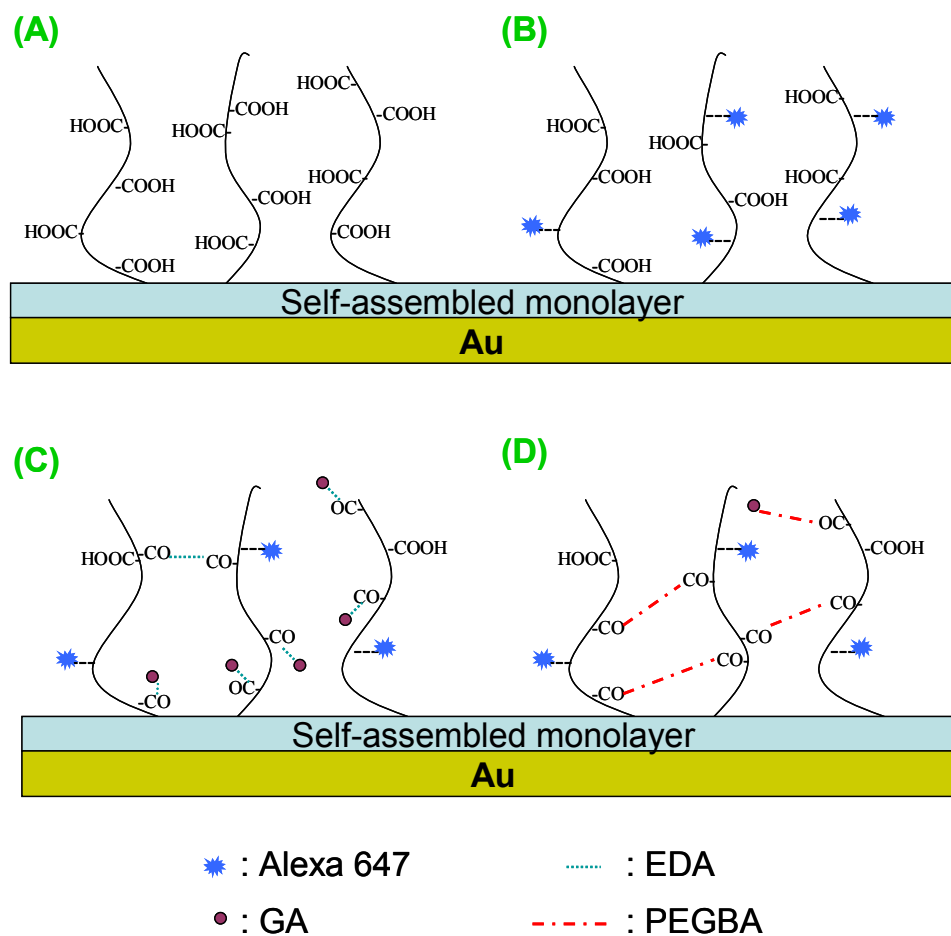 (A)
HOOC-
-COOH
HOOC-
-COOH
-COOH
HOOC-
-COOH
HOOC-
HOOC-
-COOH
HOOC-
-COOH
(B)
HOOC-
-COOH
-COOH
HOOC-
-COOH
HOOC-
HOOC-
Self-assembled monolayer
Au
(C)
HOOC-
-CO
-CO
CO-
-CO
OC-
OC-
-COOH
CO-
(D)
HOOC-
-CO
-CO
CO-
-CO
CO-
OC-
-COOH
CO-
Self-assembled monolayer
Au
: Alexa 647
: EDA
: GA
: PEGBA